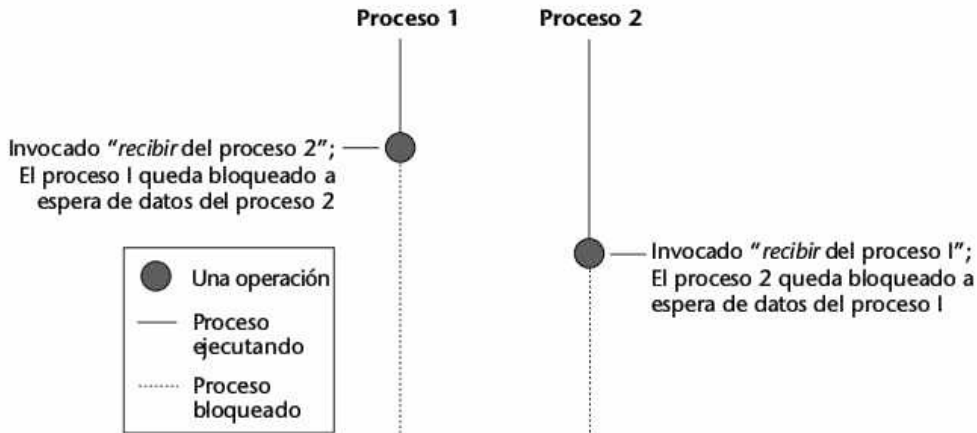 Proceso 1
Proceso 2
Invocado "recibir del proceso 2";
El proceso I queda bloqueado a
espera de datos del proceso 2
Invocado "recibir del proceso I";
El proceso 2 queda bloqueado a
espera de datos del proceso I
Una operación
Proceso
ejecutando
Proceso
bloqueado